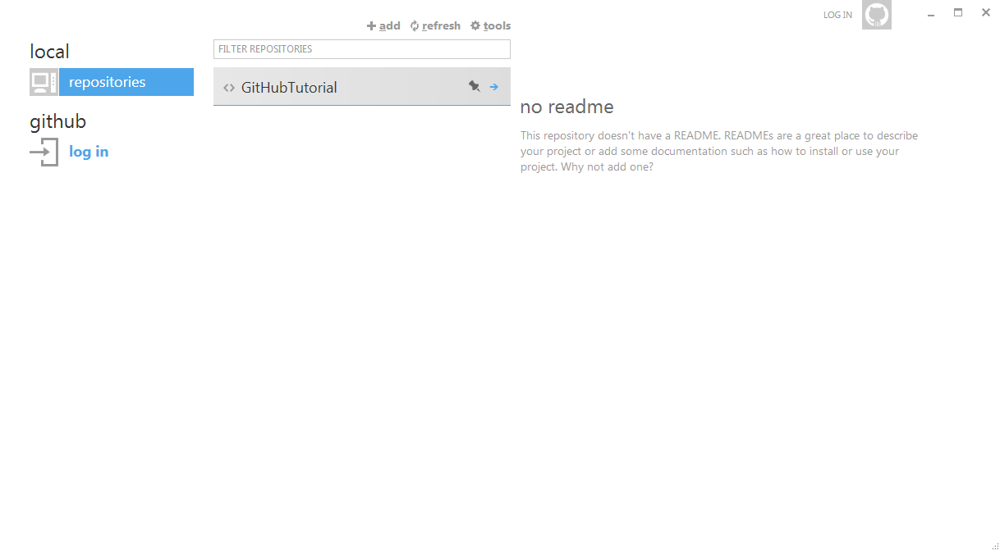 LOG IN
add refresh tools
local
FILTER REPOSITORIES
repositories
GitHubTutorial
github
log in
no readme
This repository doesn't have a README. READMEs are a great place to describe
your project or add some documentation such as how to install or use your
project. Why not add one?